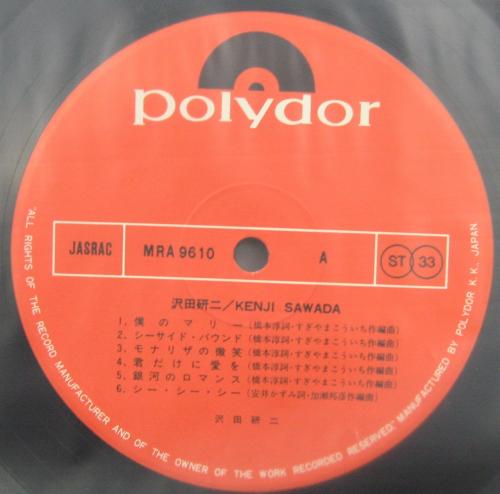 polydor
JASRAC MRA 9610 A ST 33
沢田研二/KENJI SAWADA
1. 僕のマリー(橋本淳詞・すぎやまこういち作編曲)
2. シーサイド・バウンド(橋本淳詞・すぎやまこういち作編曲)
3. モナリザの微笑(橋本淳詞・すぎやまこういち作編曲)
4. 君だけに愛を(橋本淳詞・すぎやまこういち作編曲)
5. 銀河のロマンス(橋本淳詞・すぎやまこういち作編曲)
6. シー・シー・シー(安井かずみ詞・加瀬邦彦作編曲)
沢田研二
"ALL RIGHTS OF THE RECORD MANUFACTURER AND OF THE OWNER OF THE WORK RECORDED RESERVED" MANUFACTURED BY POLYDOR K. K., JAPAN